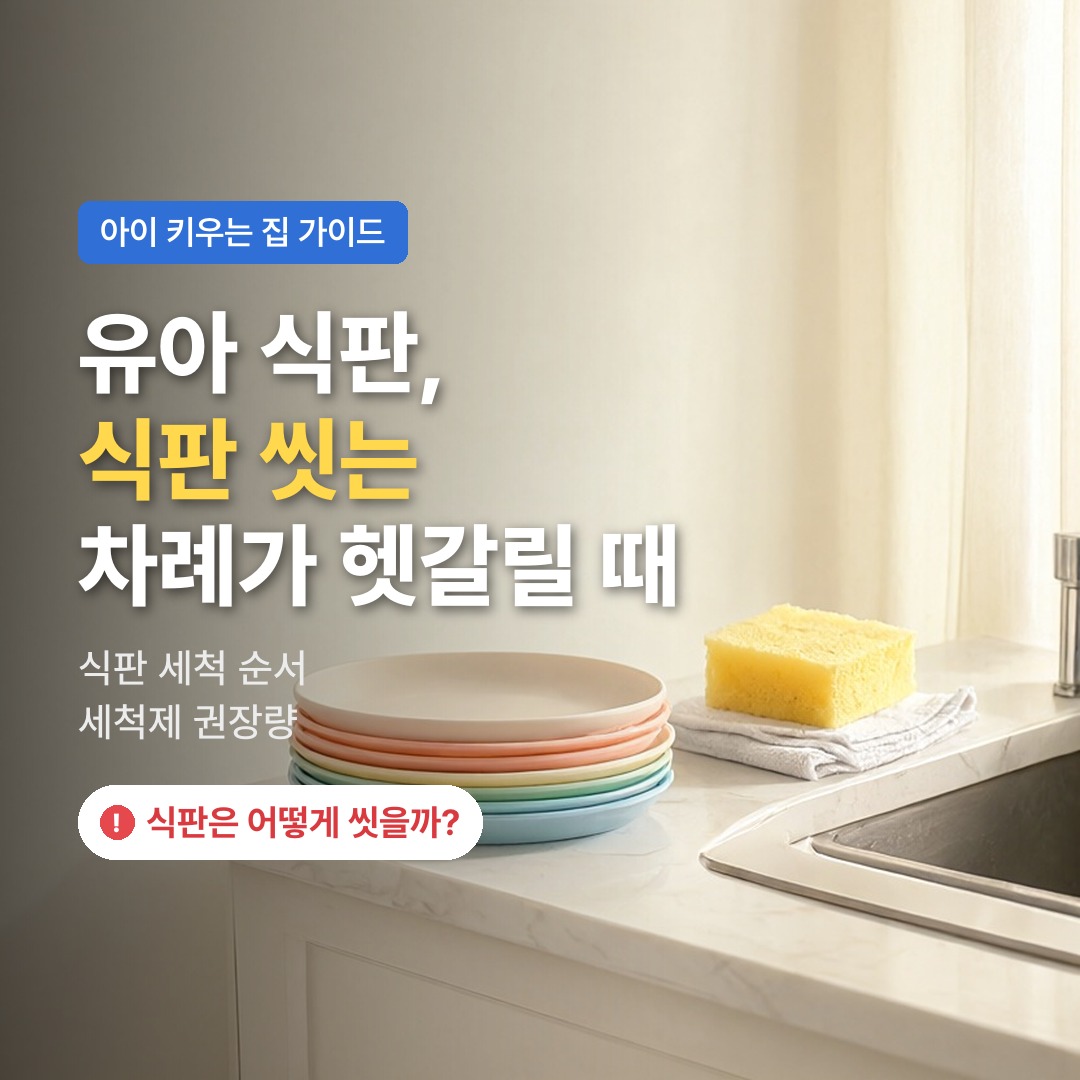 아이 키우는 집 가이드
유아 식판,
식판 씻는
차례가 헷갈릴 때
식판 세척 순서
세척제 권장량
! 식판은 어떻게 씻을까?